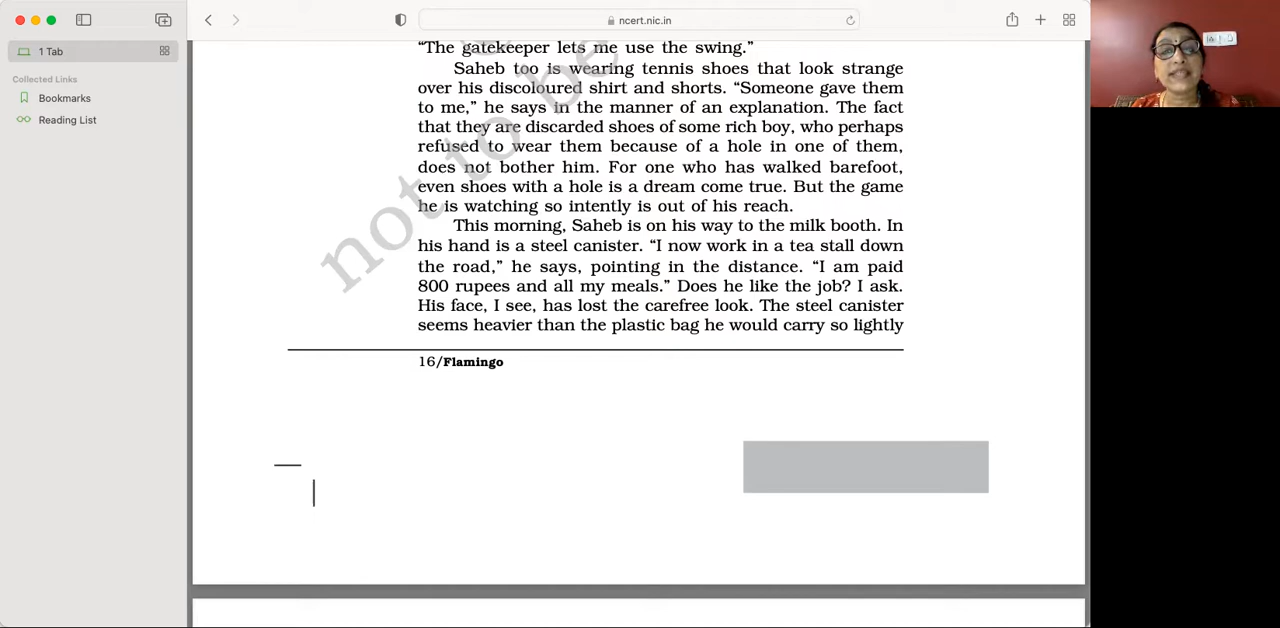 ncert.nic.in
1 Tab
Collected Links
Bookmarks
Reading List
“The gatekeeper lets me use the swing.”
Saheb too is wearing tennis shoes that look strange
over his discoloured shirt and shorts. “Someone gave them
to me,” he says in the manner of an explanation. The fact
that they are discarded shoes of some rich boy, who perhaps
refused to wear them because of a hole in one of them,
does not bother him. For one who has walked barefoot,
even shoes with a hole is a dream come true. But the game
he is watching so intently is out of his reach.
This morning, Saheb is on his way to the milk booth. In
his hand is a steel canister. “I now work in a tea stall down
the road,” he says, pointing in the distance. “I am paid
800 rupees and all my meals.” Does he like the job? I ask.
His face, I see, has lost the carefree look. The steel canister
seems heavier than the plastic bag he would carry so lightly
16/Flamingo
not to be